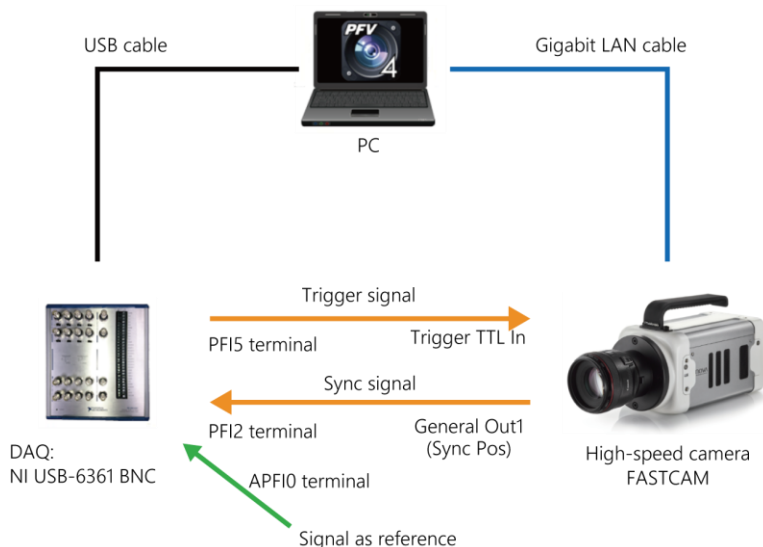 USB cable
Gigabit LAN cable
PFV
4
PC
Trigger signal
PFI5 terminal
Trigger TTL In
Sync signal
PFI2 terminal
General Out1
(Sync Pos)
DAQ:
NI USB-6361 BNC
APFI0 terminal
High-speed camera
FASTCAM
Signal as reference